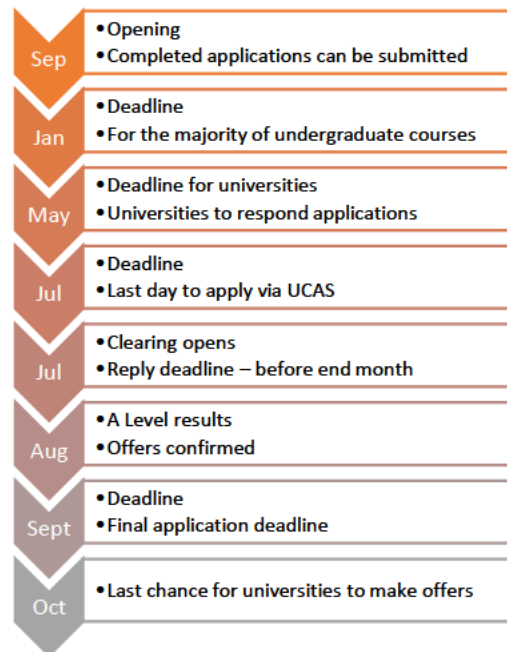 Sep
•Opening
•Completed applications can be submitted
Jan
•Deadline
•For the majority of undergraduate courses
May
•Deadline for universities
•Universities to respond applications
Jul
•Deadline
•Last day to apply via UCAS
Jul
•Clearing opens
•Reply deadline – before end month
Aug
•A Level results
•Offers confirmed
Sept
•Deadline
•Final application deadline
Oct
•Last chance for universities to make offers